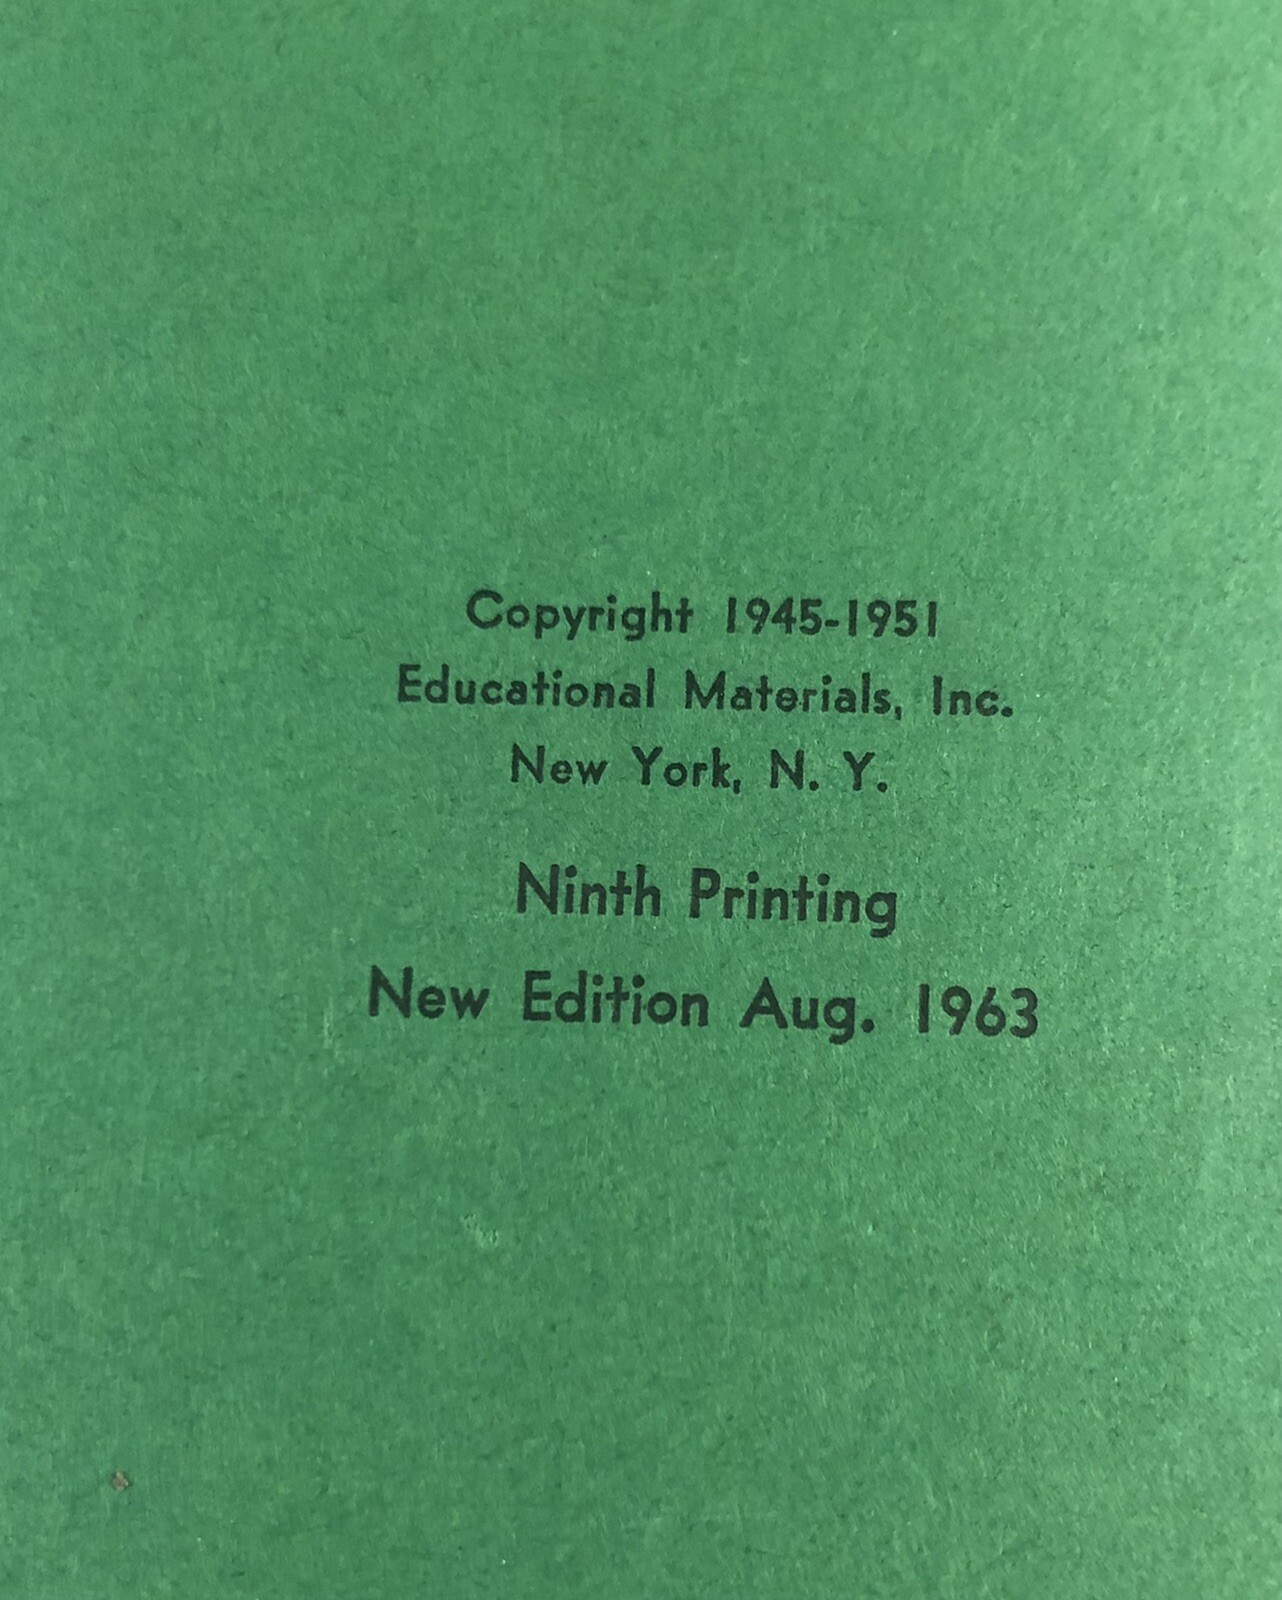 Copyright 1945-1951
Educational Materials, Inc.
New York, N. Y.
Ninth Printing
New Edition Aug. 1963